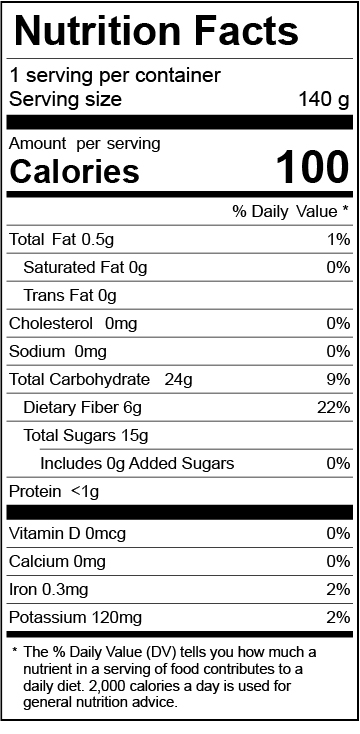 Nutrition Facts
1 serving per container
Serving size 140 g
Amount per serving
Calories 100
% Daily Value *
Total Fat 0.5g 1%
Saturated Fat 0g 0%
Trans Fat 0g
Cholesterol 0mg 0%
Sodium 0mg 0%
Total Carbohydrate 24g 9%
Dietary Fiber 6g 22%
Total Sugars 15g
Includes 0g Added Sugars 0%
Protein <1g
Vitamin D 0mcg 0%
Calcium 0mg 0%
Iron 0.3mg 2%
Potassium 120mg 2%
* The % Daily Value (DV) tells you how much a
nutrient in a serving of food contributes to a
daily diet. 2,000 calories a day is used for
general nutrition advice.